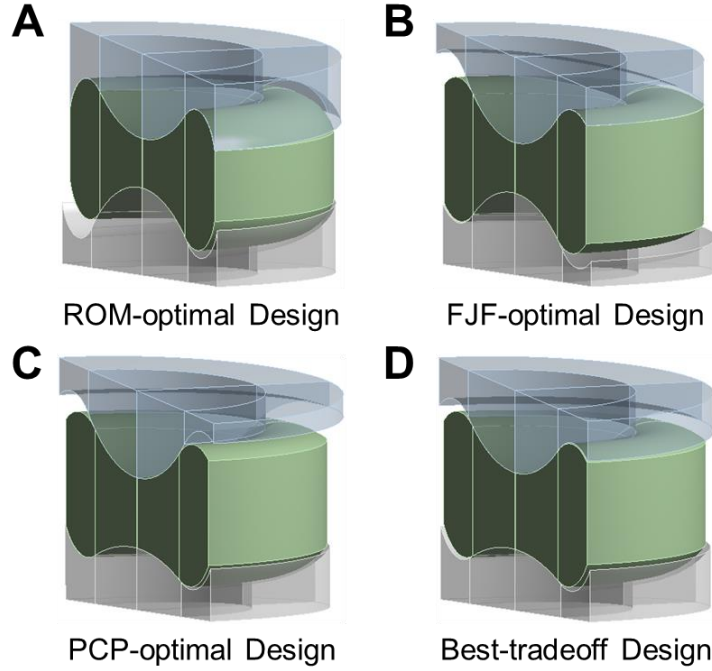 A
B
ROM-optimal Design
FJF-optimal Design
C
D
PCP-optimal Design
Best-tradeoff Design